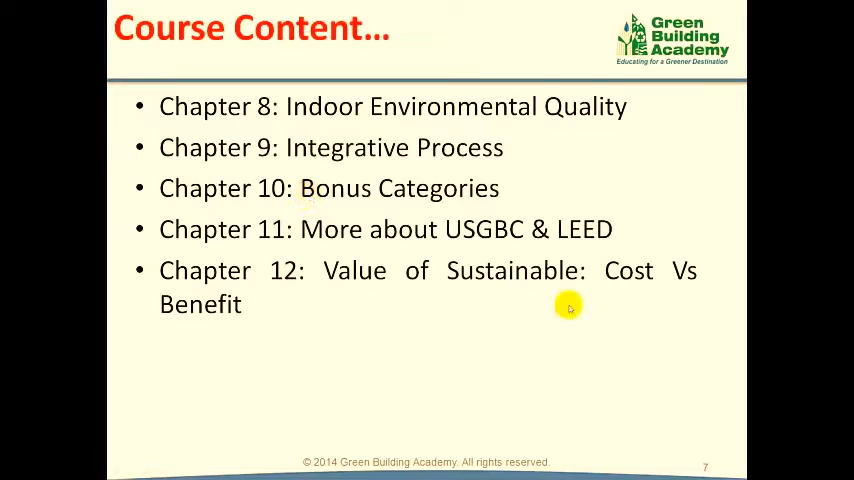 Course Content...
Green
Building
Academy
Educating for a Greener Destination
• Chapter 8: Indoor Environmental Quality
• Chapter 9: Integrative Process
• Chapter 10: Bonus Categories
• Chapter 11: More about USGBC & LEED
• Chapter 12: Value of Sustainable: Cost Vs
Benefit
© 2014 Green Building Academy. All rights reserved.
7